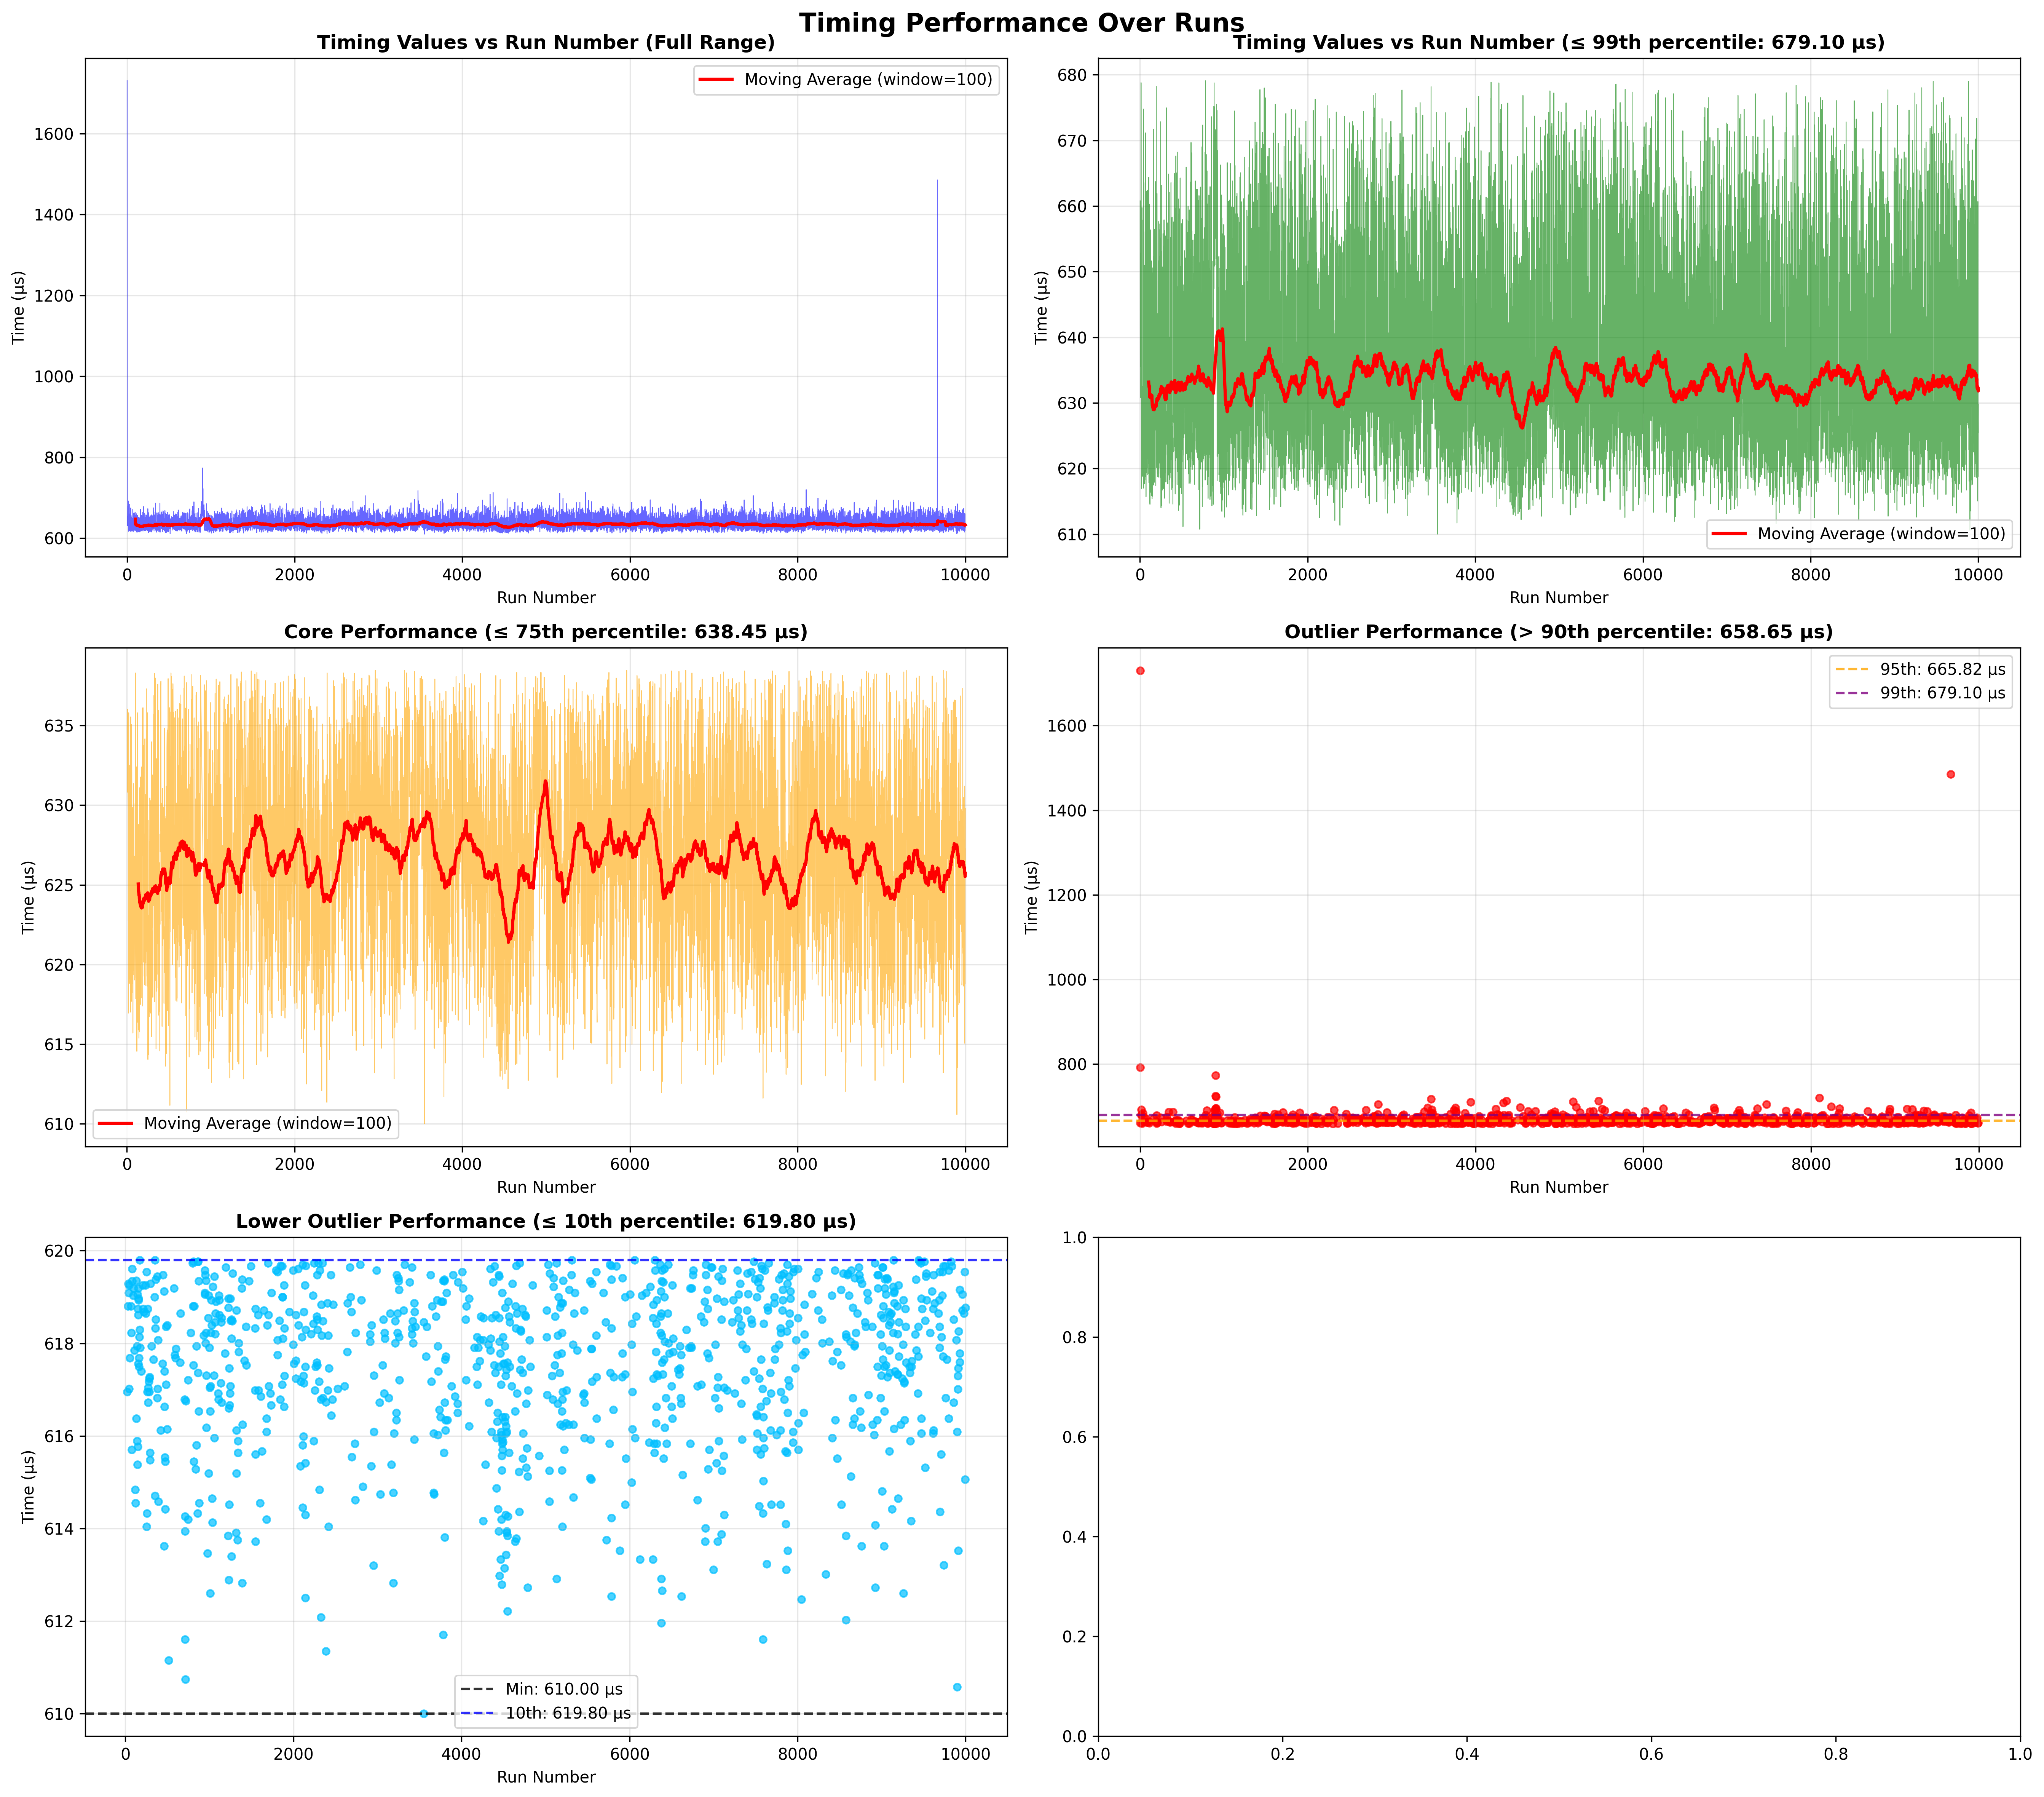 Timing Performance Over Runs
Timing Values vs Run Number (Full Range)
Moving Average (window=100)
1600
1400
1200
1000
800
600
Time (μs)
0 2000 4000 6000 8000 10000
Run Number
Timing Values vs Run Number (≤ 99th percentile: 679.10 μs)
680
670
660
650
640
630
620
610
Time (μs)
Moving Average (window=100)
0 2000 4000 6000 8000 10000
Run Number
Core Performance (≤ 75th percentile: 638.45 μs)
635
630
625
620
615
610
Time (μs)
Moving Average (window=100)
0 2000 4000 6000 8000 10000
Run Number
Outlier Performance (> 90th percentile: 658.65 μs)
95th: 665.82 μs
99th: 679.10 μs
1600
1400
1200
1000
800
Time (μs)
0 2000 4000 6000 8000 10000
Run Number
Lower Outlier Performance (≤ 10th percentile: 619.80 μs)
620
618
616
614
612
610
Time (μs)
Min: 610.00 μs
10th: 619.80 μs
0 2000 4000 6000 8000 10000
Run Number
1.0
0.8
0.6
0.4
0.2
0.0
0.0 0.2 0.4 0.6 0.8 1.0